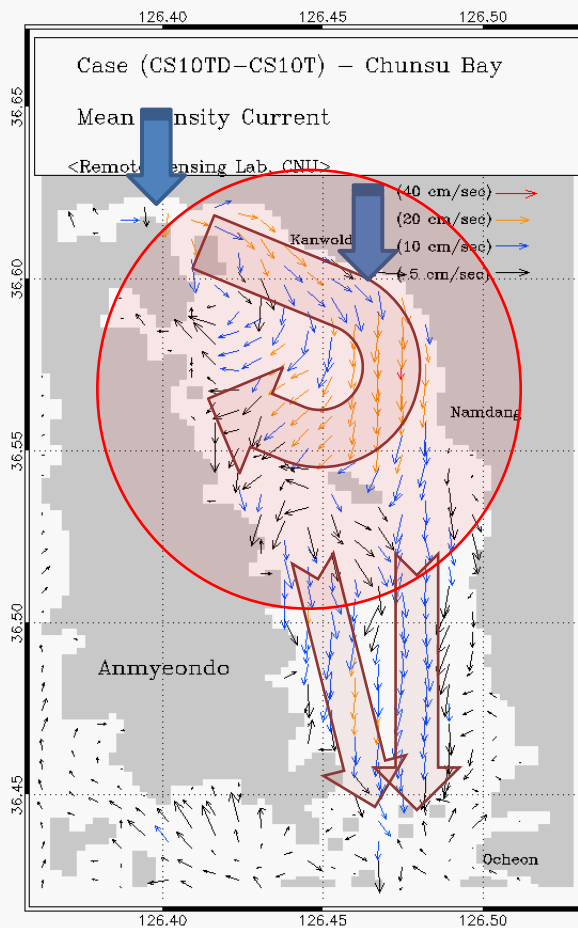 126.40 126.45 126.50
Case (CS10TD-CS10T) - Chunsu Bay
36.65
Mean Density Current
<Remote Sensing Lab. CNU>
(40 cm/sec)
(20 cm/sec)
Kanwold
(10 cm/sec)
5 cm/sec)
36.60
Namdang
36.55
36.50
Anmyeondo
36.45
Ocheon
126.40 126.45 126.50